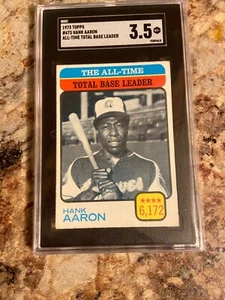 1973 TOPPS
#473 HANK AARON
ALL-TIME TOTAL BASE LEADER
3.5
THE ALL-TIME
TOTAL BASE LEADER
HANK
AARON
6,172